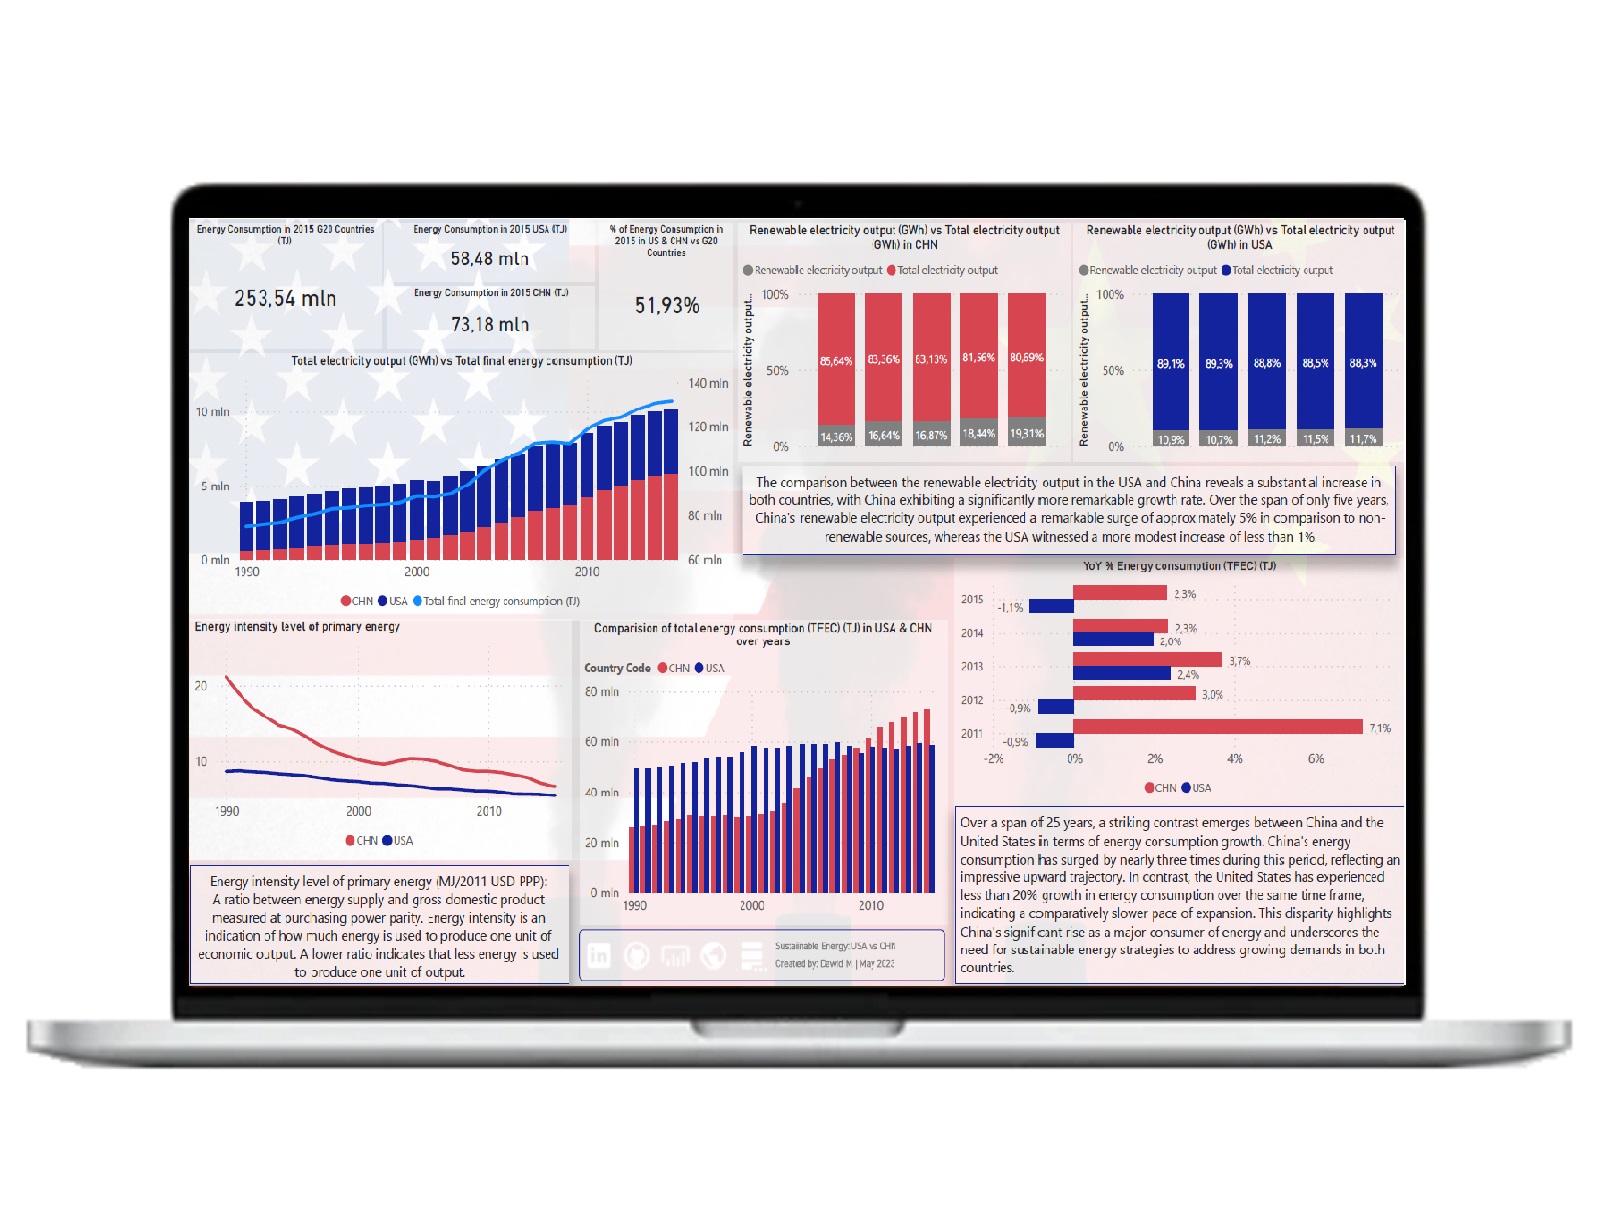 Energy Consumption in 2015 G20 Countries
(TJ)
253,54 mln
Energy Consumption in 2015 USA (TJ)
58,48 mln
Energy Consumption in 2015 CHN (TJ)
73,18 mln
% of Energy Consumption in
2015 in US & CHN vs G20
Countries
51,93%
Total electricity output (GWh) vs Total final energy consumption (TJ)
10 mln
5 mln
0 mln
140 mln
120 mln
100 mln
80 mln
60 mln
1990 2000 2010
CHN USA Total final energy consumption (TJ)
Renewable electricity output (GWh) vs Total electricity output
(GWh) in CHN
Renewable electricity output Total electricity output
Renewable electricity output...
100%
50%
0%
85,64% 83,36% 83,13% 81,56% 80,69%
14,36% 16,64% 16,87% 18,44% 19,31%
Renewable electricity output (GWh) vs Total electricity output
(GWh) in USA
Renewable electricity output Total electricity output
Renewable electricity output...
100%
50%
0%
89,1% 89,3% 88,8% 88,5% 88,3%
10,9% 10,7% 11,2% 11,5% 11,7%
The comparison between the renewable electricity output in the USA and China reveals a substantial increase in
both countries, with China exhibiting a significantly more remarkable growth rate. Over the span of only five years,
China's renewable electricity output experienced a remarkable surge of approximately 5% in comparison to non-
renewable sources, whereas the USA witnessed a more modest increase of less than 1%
Energy intensity level of primary energy
20
10
1990 2000 2010
CHN USA
Energy intensity level of primary energy (MJ/2011 USD PPP):
A ratio between energy supply and gross domestic product
measured at purchasing power parity. Energy intensity is an
indication of how much energy is used to produce one unit of
economic output. A lower ratio indicates that less energy is used
to produce one unit of output.
Comparision of total energy consumption (TFEC) (TJ) in USA & CHN
over years
Country Code CHN USA
80 mln
60 mln
40 mln
20 mln
0 mln
1990 2000 2010
in
Sustainable Energy:USA vs CHN
Created by: Dawid M | May 2023
YoY % Energy consumption (TFEC) (TJ)
2015 2,3% -1,1%
2014 2,3% 2,0%
2013 3,7% 2,4%
2012 3,0% -0,9%
2011 7,1% -0,9%
-2% 0% 2% 4% 6%
CHN USA
Over a span of 25 years, a striking contrast emerges between China and the
United States in terms of energy consumption growth. China's energy
consumption has surged by nearly three times during this period, reflecting an
impressive upward trajectory. In contrast, the United States has experienced
less than 20% growth in energy consumption over the same time frame,
indicating a comparatively slower pace of expansion. This disparity highlights
China's significant rise as a major consumer of energy and underscores the
need for sustainable energy strategies to address growing demands in both
countries.